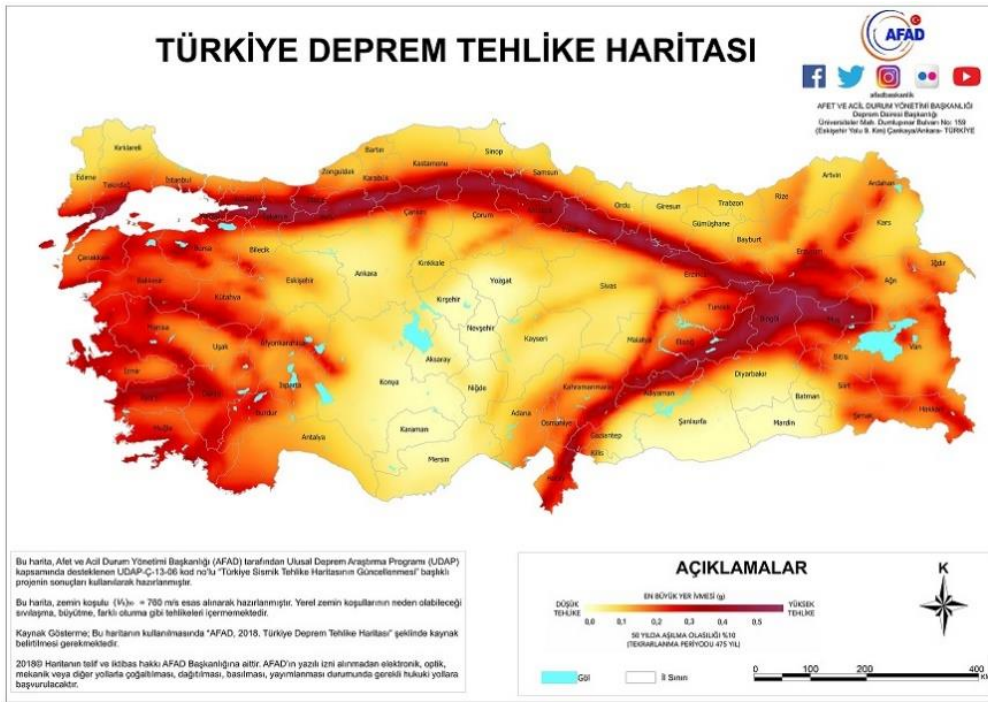 TÜRKİYE DEPREM TEHLİKE HARİTASI
AFAD
afadbaskanlik
AFET VE ACİL DURUM YÖNETİMİ BAŞKANLIĞI
Deprem Dairesi Başkanlığı
Üniversiteler Mah. Dumlupınar Bulvarı No: 159
(Eskişehir Yolu 9. Km) Çankaya/Ankara- TÜRKİYE
Kırklareli
Edirne
Tekirdağ
İstanbul
Zonguldak
Bartın
Karabük
Kastamonu
Sinop
Samsun
Ordu
Giresun
Trabzon
Rize
Artvin
Ardahan
Kars
Gümüşhane
Bayburt
Erzurum
Iğdır
Ağrı
Çanakkale
Balıkesir
Bursa
Bilecik
Eskişehir
Ankara
Çankırı
Çorum
Kırıkkale
Yozgat
Sivas
Erzincan
Tunceli
Bingöl
Muş
Kütahya
Manisa
Uşak
Afyonkarahisar
Kırşehir
Nevşehir
Kayseri
Malatya
Elazığ
Bitlis
Van
İzmir
Isparta
Konya
Aksaray
Niğde
Kahramanmaraş
Adıyaman
Diyarbakır
Batman
Siirt
Hakkari
Muğla
Burdur
Antalya
Karaman
Mersin
Adana
Osmaniye
Gaziantep
Kilis
Şanlıurfa
Mardin
Bu harita, Afet ve Acil Durum Yönetimi Başkanlığı (AFAD) tarafından Ulusal Deprem Araştırma Programı (UDAP)
kapsamında desteklenen UDAP-Ç-13-06 kod no'lu "Türkiye Sismik Tehlike Haritasının Güncellenmesi" başlıklı
projenin sonuçları kullanılarak hazırlanmıştır.
Bu harita, zemin koşulu = 760 m/s esas alınarak hazırlanmıştır. Yerel zemin koşullarının neden olabileceği
sıvılaşma, büyütme, farklı oturma gibi tehlikeleri içermemektedir.
Kaynak Gösterme; Bu haritanın kullanılmasında "AFAD, 2018. Türkiye Deprem Tehlike Haritası" şeklinde kaynak
belirtilmesi gerekmektedir.
2018© Haritanın telif ve iktibas hakkı AFAD Başkanlığına aittir. AFAD'ın yazılı izni alınmadan elektronik, optik,
mekanik veya diğer yollarla çoğaltılması, dağıtılması, basılması, yayımlanması durumunda gerekli hukuki yollara
başvurulacaktır.
AÇIKLAMALAR
EN BÜYÜK YER İVMESİ (g)
DÜŞÜK TEHLİKE
YÜKSEK TEHLİKE
0,0 0,1 0,2 0,3 0,4 0,5
50 YILDA AŞILMA OLASILIĞI %10
(TEKRARLANMA PERİYODU 475 YIL)
Göl
İl Sınırı
K
0 50 100 200 300 400